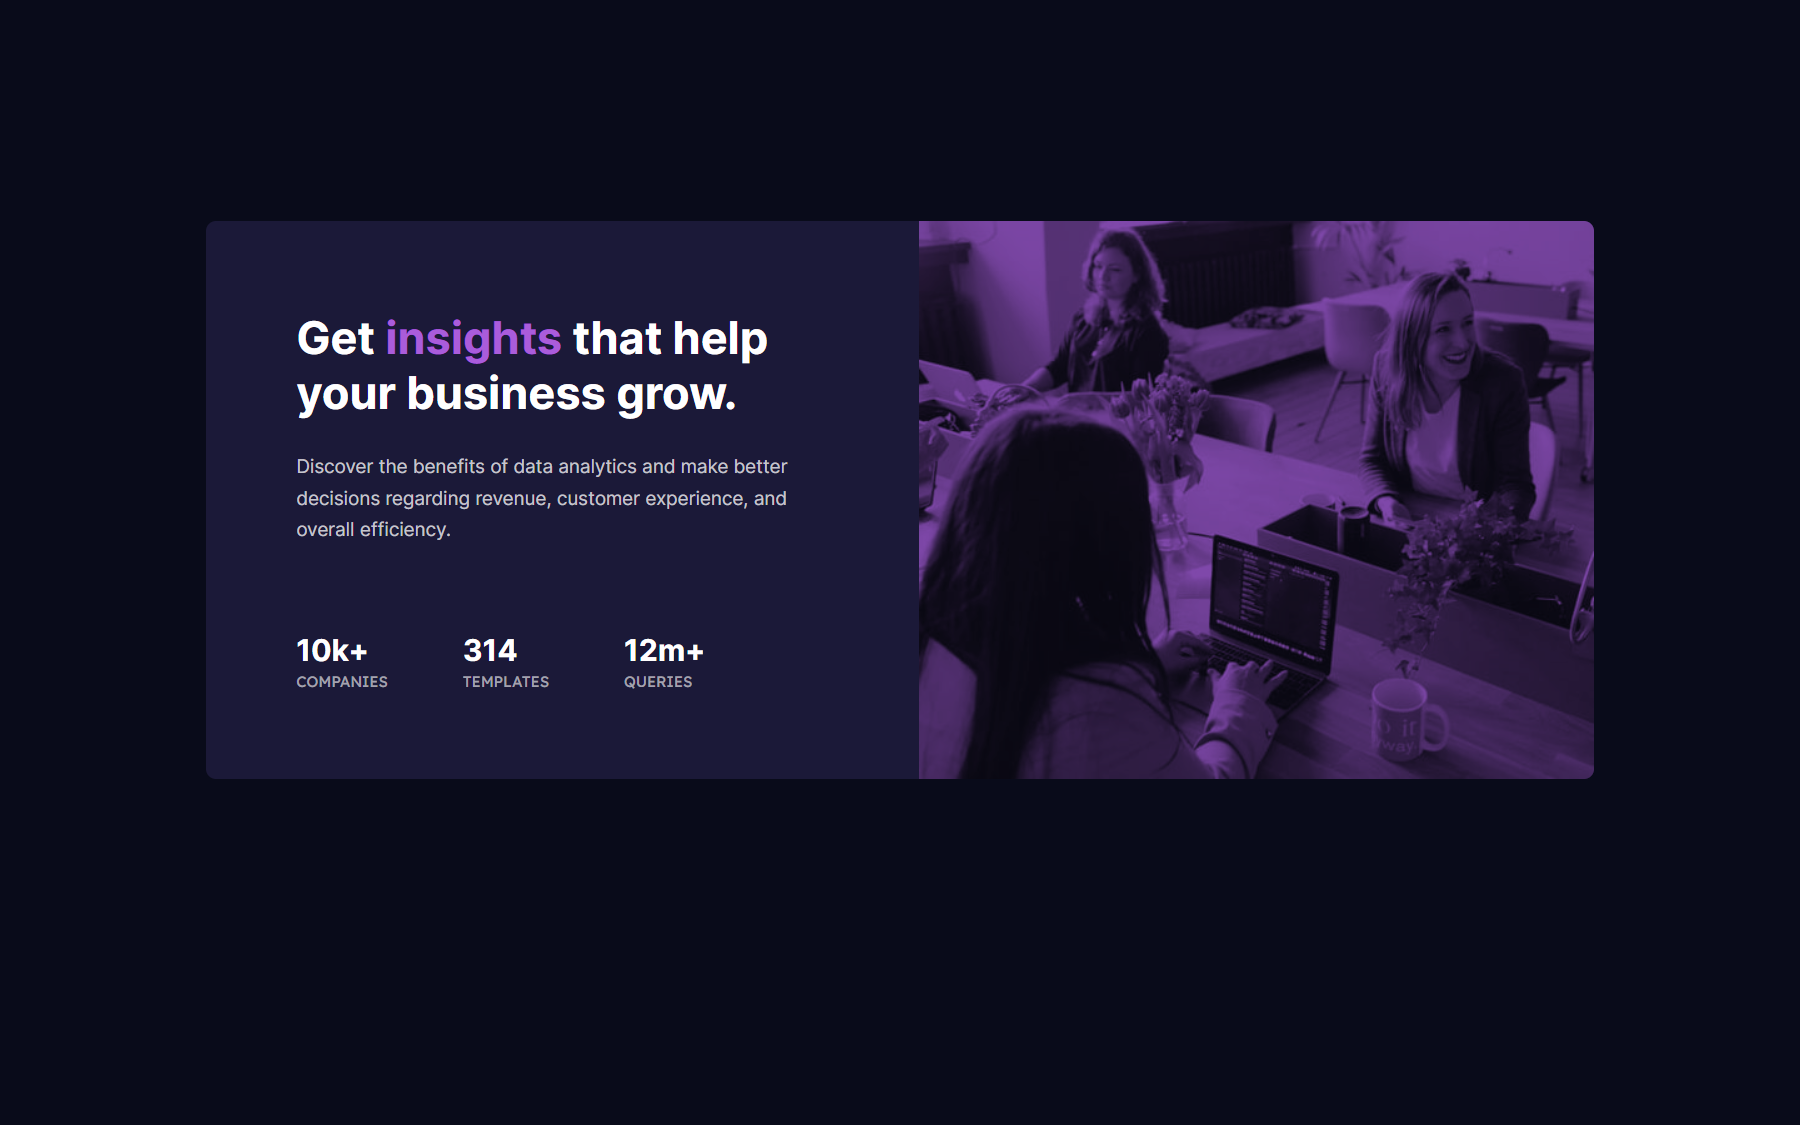 Get insights that help
your business grow.
Discover the benefits of data analytics and make better
decisions regarding revenue, customer experience, and
overall efficiency.
10k+ 314 12m+
COMPANIES TEMPLATES QUERIES